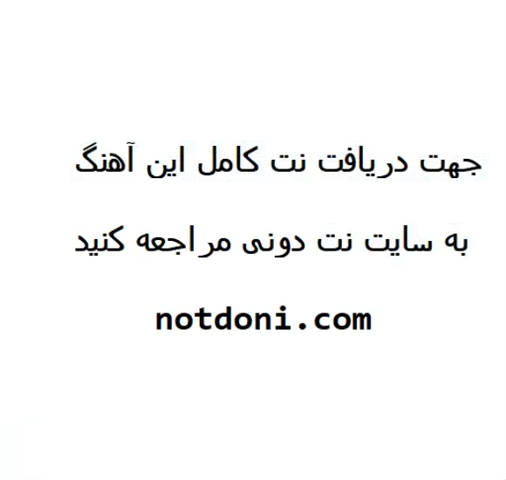 جهت دریافت نت کامل این آهنگ
به سایت نت دونی مراجعه کنید
notdoni.com